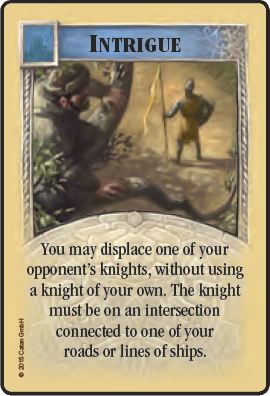 INTRIGUE
You may displace one of your
opponent's knights, without using
a knight of your own. The knight
must be on an intersection
connected to one of your
roads or lines of ships.
© 2015 Catan GmbH